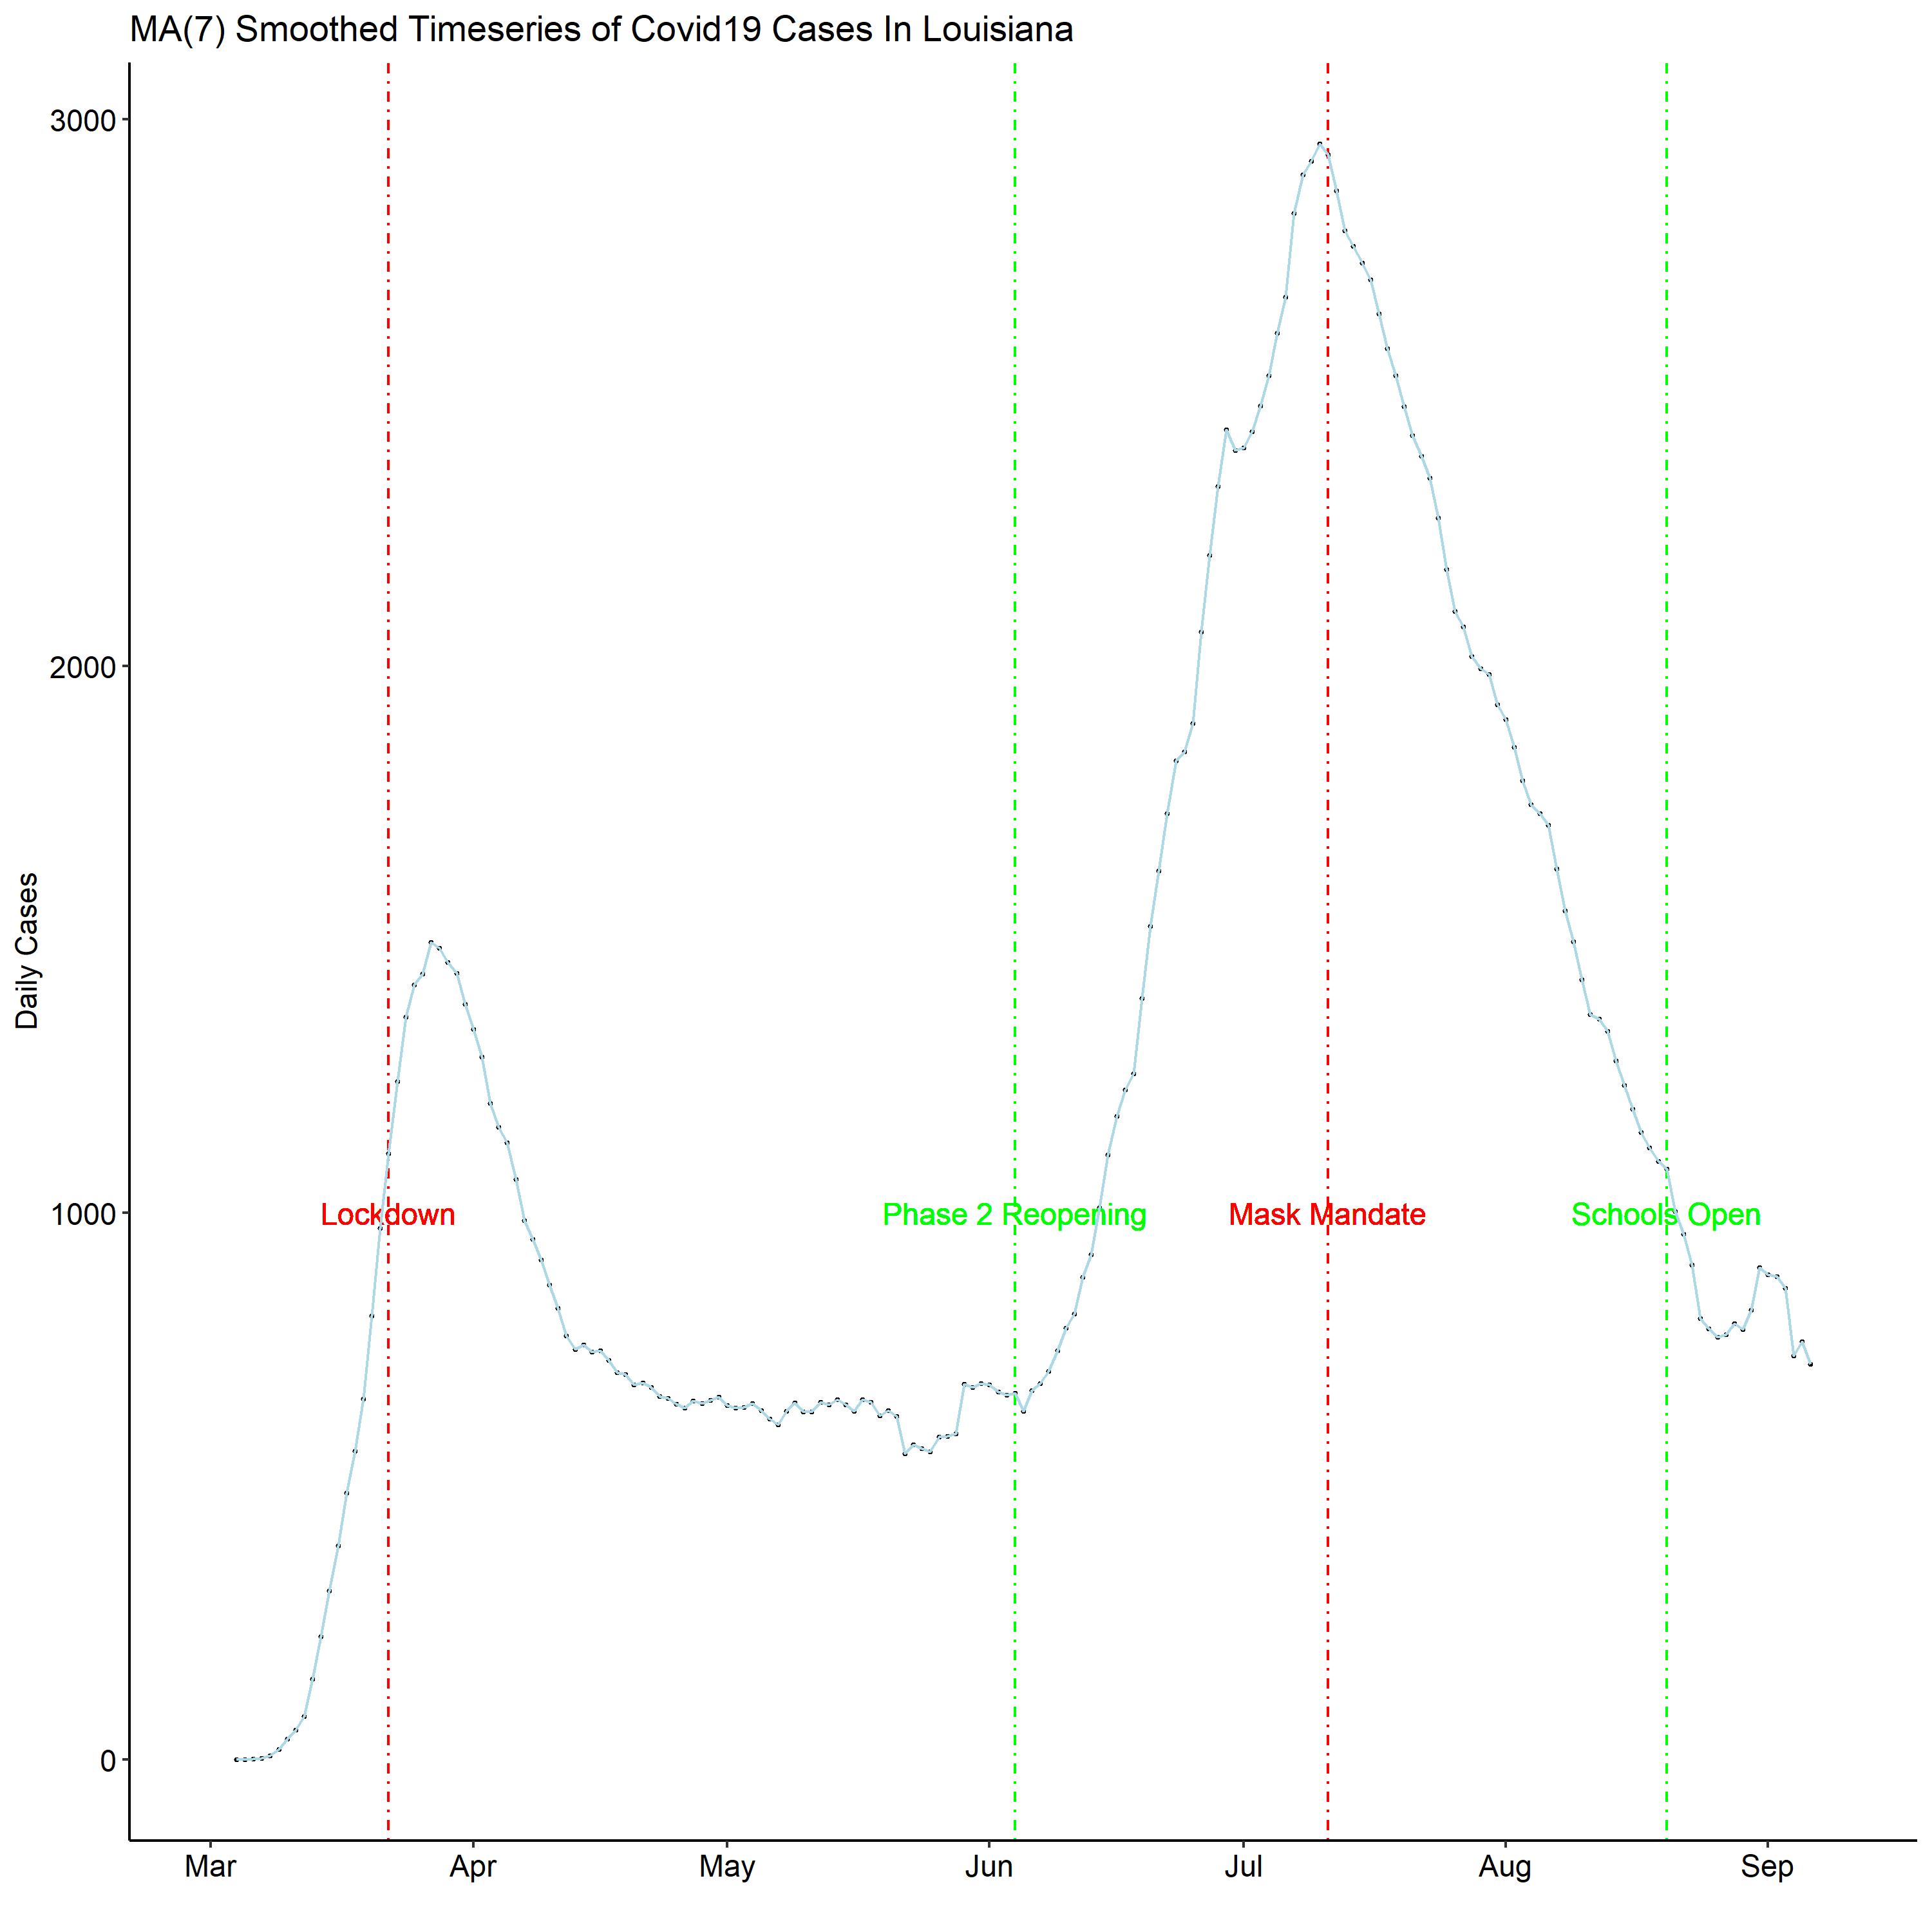 MA(7) Smoothed Timeseries of Covid19 Cases In Louisiana
3000
2000
1000
0
Daily Cases
Lockdown
Phase 2 Reopening
Mask Mandate
Schools Open
Mar
Apr
May
Jun
Jul
Aug
Sep